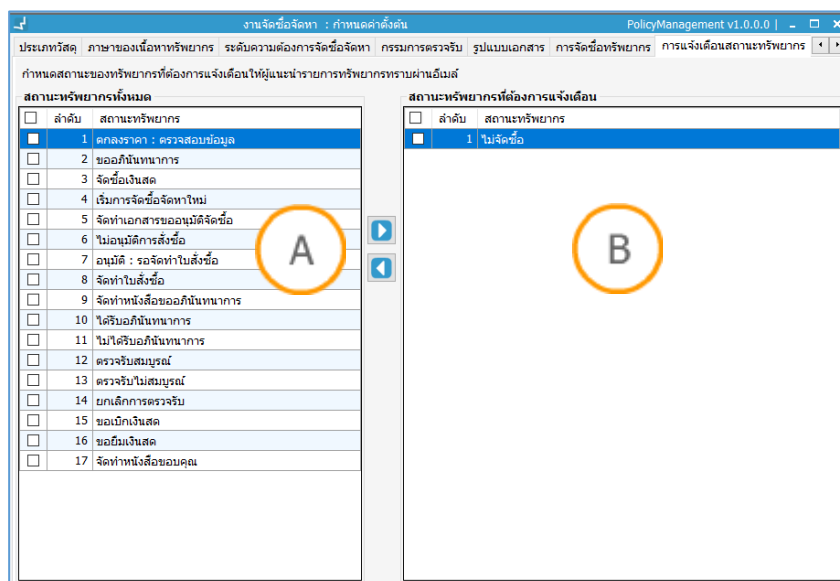 งานจัดซื้อจัดหา : กำหนดค่าตั้งต้น PolicyManagement v1.0.0.0 |
ประเภทวัสดุ ภาษาของเนื้อหาทรัพยากร ระดับความต้องการจัดซื้อจัดหา กรรมการตรวจรับ รูปแบบเอกสาร การจัดซื้อทรัพยากร การแจ้งเตือนสถานะทรัพยากร
กำหนดสถานะของทรัพยากรที่ต้องการแจ้งเตือนให้ผู้แนะนำรายการทรัพยากรทราบผ่านอีเมล์
สถานะทรัพยากรทั้งหมด
ลำดับ สถานะทรัพยากร
1 ตกลงราคา : ตรวจสอบข้อมูล
2 ขออภินันทนาการ
3 จัดซื้อเงินสด
4 เริ่มการจัดซื้อจัดหาใหม่
5 จัดทำเอกสารขออนุมัติจัดซื้อ
6 ไม่อนุมัติการสั่งซื้อ
7 อนุมัติ : รอจัดทำใบสั่งซื้อ
8 จัดทำใบสั่งซื้อ
9 จัดทำหนังสือขออภินันทนาการ
10 ได้รับอภินันทนาการ
11 ไม่ได้รับอภินันทนาการ
12 ตรวจรับสมบูรณ์
13 ตรวจรับไม่สมบูรณ์
14 ยกเลิกการตรวจรับ
15 ขอเบิกเงินสด
16 ขอยืมเงินสด
17 จัดทำหนังสือขอบคุณ
A
สถานะทรัพยากรที่ต้องการแจ้งเตือน
ลำดับ สถานะทรัพยากร
1 ไม่จัดซื้อ
B